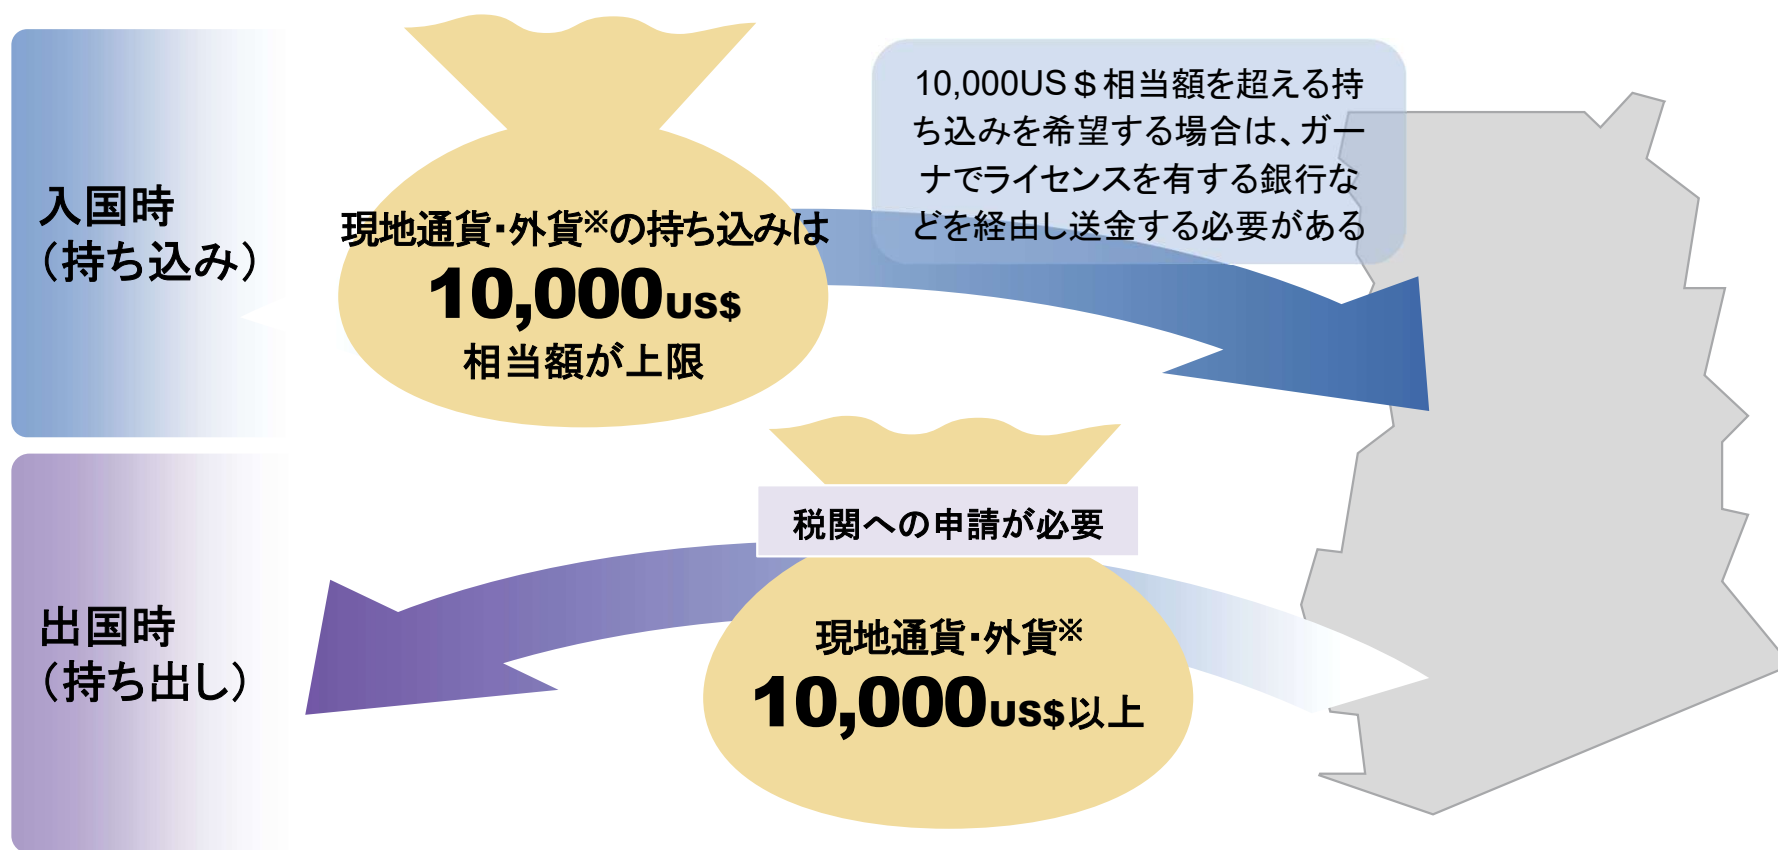 入国時
（持ち込み）
現地通貨・外貨※の持ち込みは
10,000US$
相当額が上限
10,000US＄相当額を超える持
ち込みを希望する場合は、ガー
ナでライセンスを有する銀行な
どを経由し送金する必要がある
出国時
（持ち出し）
税関への申請が必要
現地通貨・外貨※
10,000US$以上